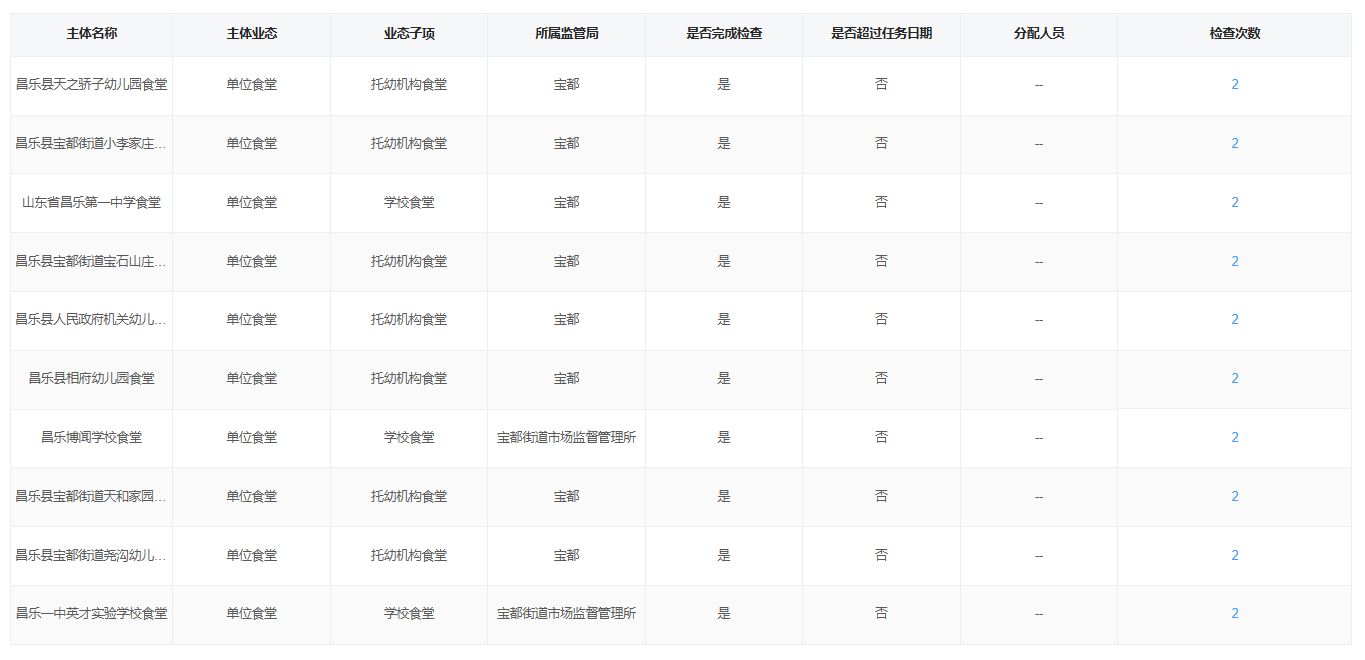 主体名称 主体业态 业态子项 所属监管局 是否完成检查 是否超过任务日期 分配人员 检查次数
昌乐县天之骄子幼儿园食堂 单位食堂 托幼机构食堂 宝都 是 否 -- 2
昌乐县宝都街道小李家庄... 单位食堂 托幼机构食堂 宝都 是 否 -- 2
山东省昌乐第一中学食堂 单位食堂 学校食堂 宝都 是 否 -- 2
昌乐县宝都街道宝石山庄... 单位食堂 托幼机构食堂 宝都 是 否 -- 2
昌乐县人民政府机关幼儿... 单位食堂 托幼机构食堂 宝都 是 否 -- 2
昌乐县相府幼儿园食堂 单位食堂 托幼机构食堂 宝都 是 否 -- 2
昌乐博闻学校食堂 单位食堂 学校食堂 宝都街道市场监督管理所 是 否 -- 2
昌乐县宝都街道天和家园... 单位食堂 托幼机构食堂 宝都 是 否 -- 2
昌乐县宝都街道尧沟幼儿... 单位食堂 托幼机构食堂 宝都 是 否 -- 2
昌乐一中英才实验学校食堂 单位食堂 学校食堂 宝都街道市场监督管理所 是 否 -- 2